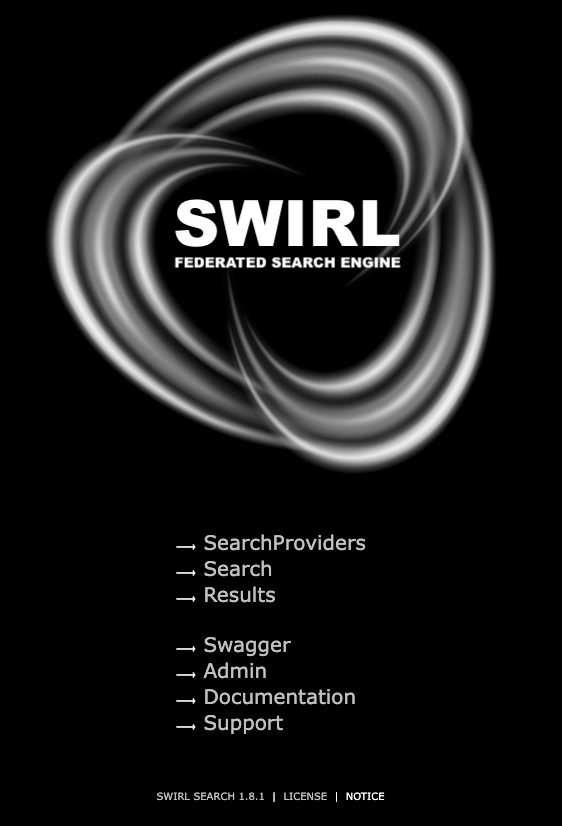 SWIRL
FEDERATED SEARCH ENGINE
SearchProviders
Search
Results
Swagger
Admin
Documentation
Support
SWIRL SEARCH 1.8.1 | LICENSE | NOTICE